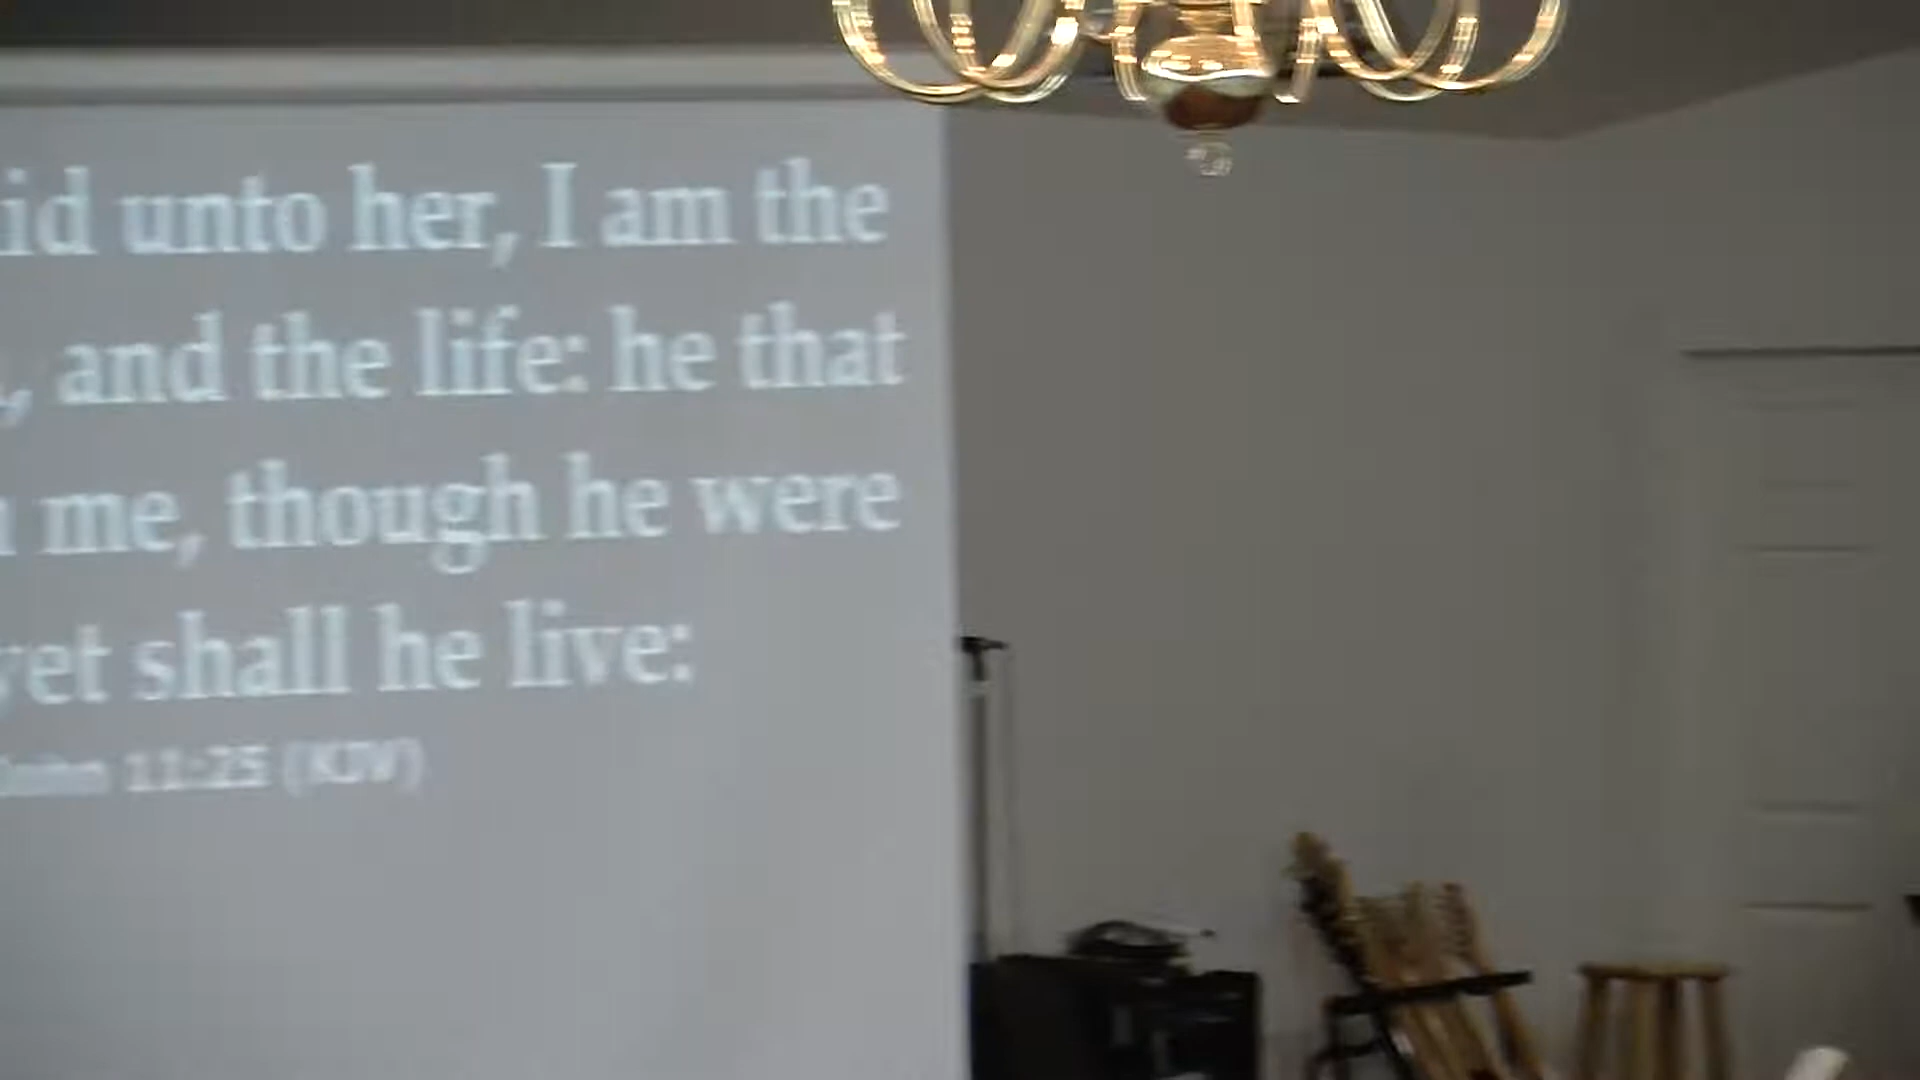 id unto her, I am the
, and the life: he that
me, though he were
yet shall he live:
John 11:25 (KJV)